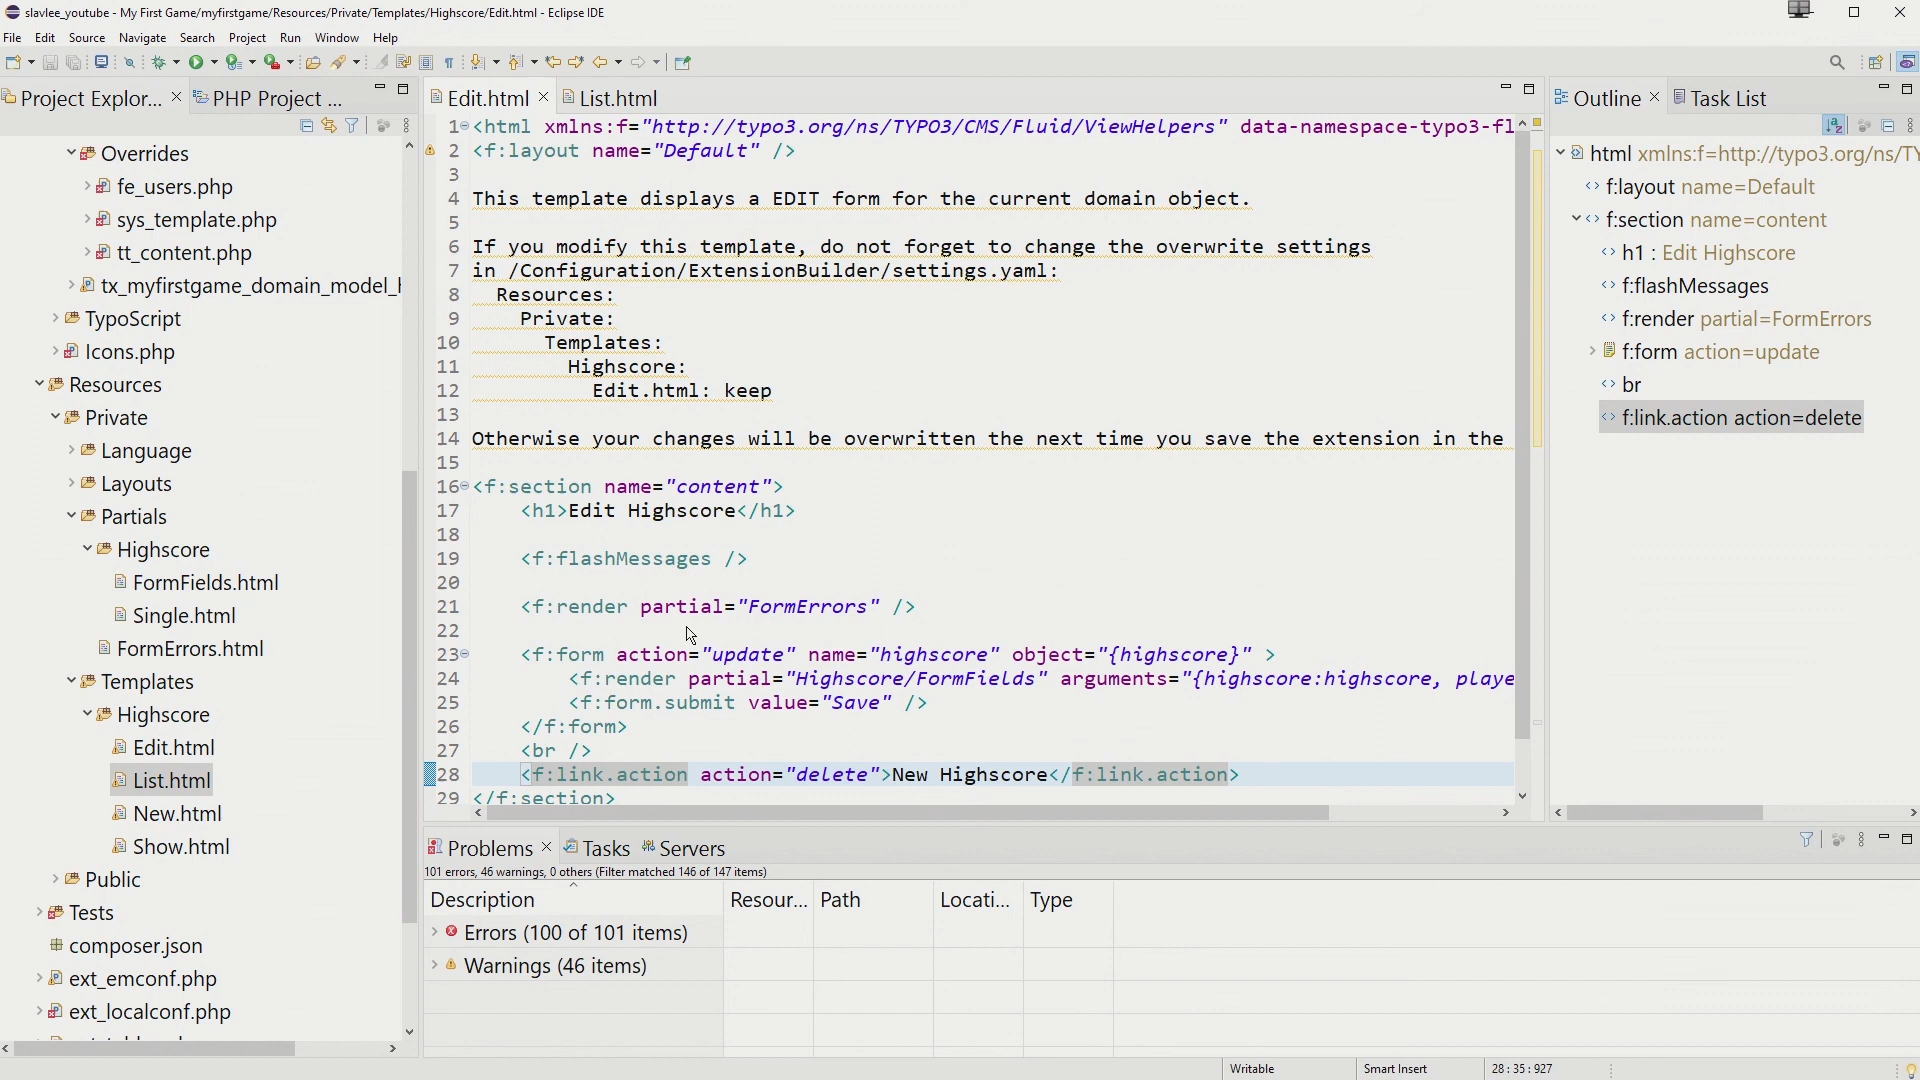 slavlee_youtube - My First Game/myfirstgame/Resources/Private/Templates/Highscore/Edit.html - Eclipse IDE
File Edit Source Navigate Search Project Run Window Help
Project Explor... PHP Project ...
Overrides
fe_users.php
sys_template.php
tt_content.php
tx_myfirstgame_domain_model_h
TypoScript
Icons.php
Resources
Private
Language
Layouts
Partials
Highscore
FormFields.html
Single.html
FormErrors.html
Templates
Highscore
Edit.html
List.html
New.html
Show.html
Public
Tests
composer.json
ext_emconf.php
ext_localconf.php
Edit.html List.html
1 <html xmlns:f="http://typo3.org/ns/TYPO3/CMS/Fluid/ViewHelpers" data-namespace-typo3-fl
2 <f:layout name="Default" />
3
4 This template displays a EDIT form for the current domain object.
5
6 If you modify this template, do not forget to change the overwrite settings
7 in /Configuration/ExtensionBuilder/settings.yaml:
8 Resources:
9 Private:
10 Templates:
11 Highscore:
12 Edit.html: keep
13
14 Otherwise your changes will be overwritten the next time you save the extension in the
15
16 <f:section name="content">
17 <h1>Edit Highscore</h1>
18
19 <f:flashMessages />
20
21 <f:render partial="FormErrors" />
22
23 <f:form action="update" name="highscore" object="{highscore}" >
24 <f:render partial="Highscore/FormFields" arguments="{highscore:highscore, playe
25 <f:form.submit value="Save" />
26 </f:form>
27 <br />
28 <f:link.action action="delete">New Highscore</f:link.action>
29 </f:section>
Outline Task List
html xmlns:f=http://typo3.org/ns/TY
f:layout name=Default
f:section name=content
h1 : Edit Highscore
f:flashMessages
f:render partial=FormErrors
f:form action=update
br
f:link.action action=delete
Problems Tasks Servers
101 errors, 46 warnings, 0 others (Filter matched 146 of 147 items)
Description Resour... Path Locati... Type
Errors (100 of 101 items)
Warnings (46 items)
Writable Smart Insert 28 : 35 : 927